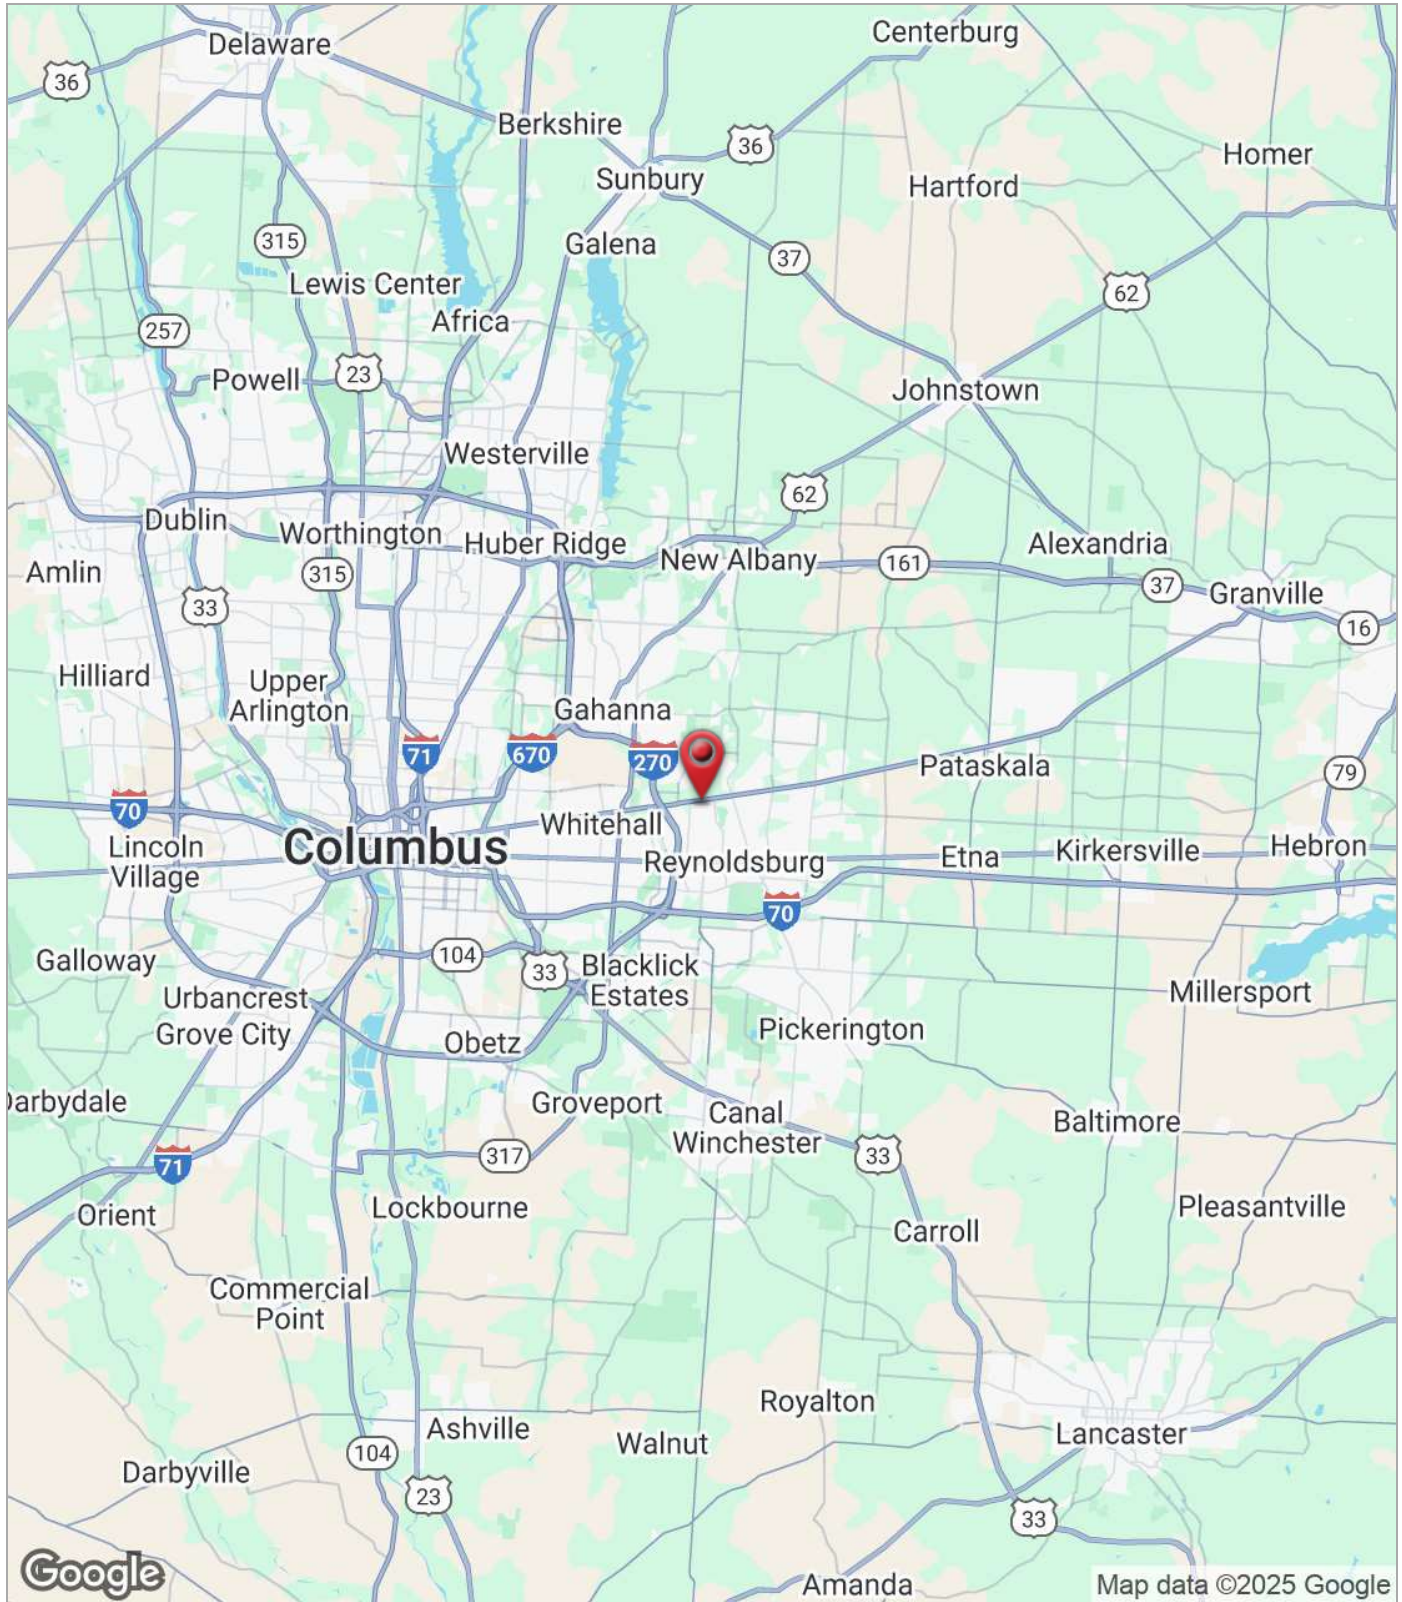 Delaware
Centerburg
36
Berkshire
36
Homer
Sunbury
Hartford
315
Galena
37
Lewis Center
62
Africa
257
Powell
23
Johnstown
Westerville
62
Dublin
Worthington
Huber Ridge
New Albany
Alexandria
161
Amlin
315
37
Granville
33
16
Hilliard
Upper
Arlington
Gahanna
71
670
270
Pataskala
79
70
Whitehall
Columbus
Lincoln
Village
Reynoldsburg
Etna
Kirkersville
Hebron
70
104
Galloway
33
Blacklick
Estates
Urbancrest
Millersport
Grove City
Obetz
Pickerington
Darbydale
Groveport
Canal
Winchester
Baltimore
317
33
71
Orient
Lockbourne
Pleasantville
Carroll
Commercial
Point
Royalton
Ashville
Walnut
Lancaster
104
Darbyville
23
33
Google
Amanda
Map data ©2025 Google